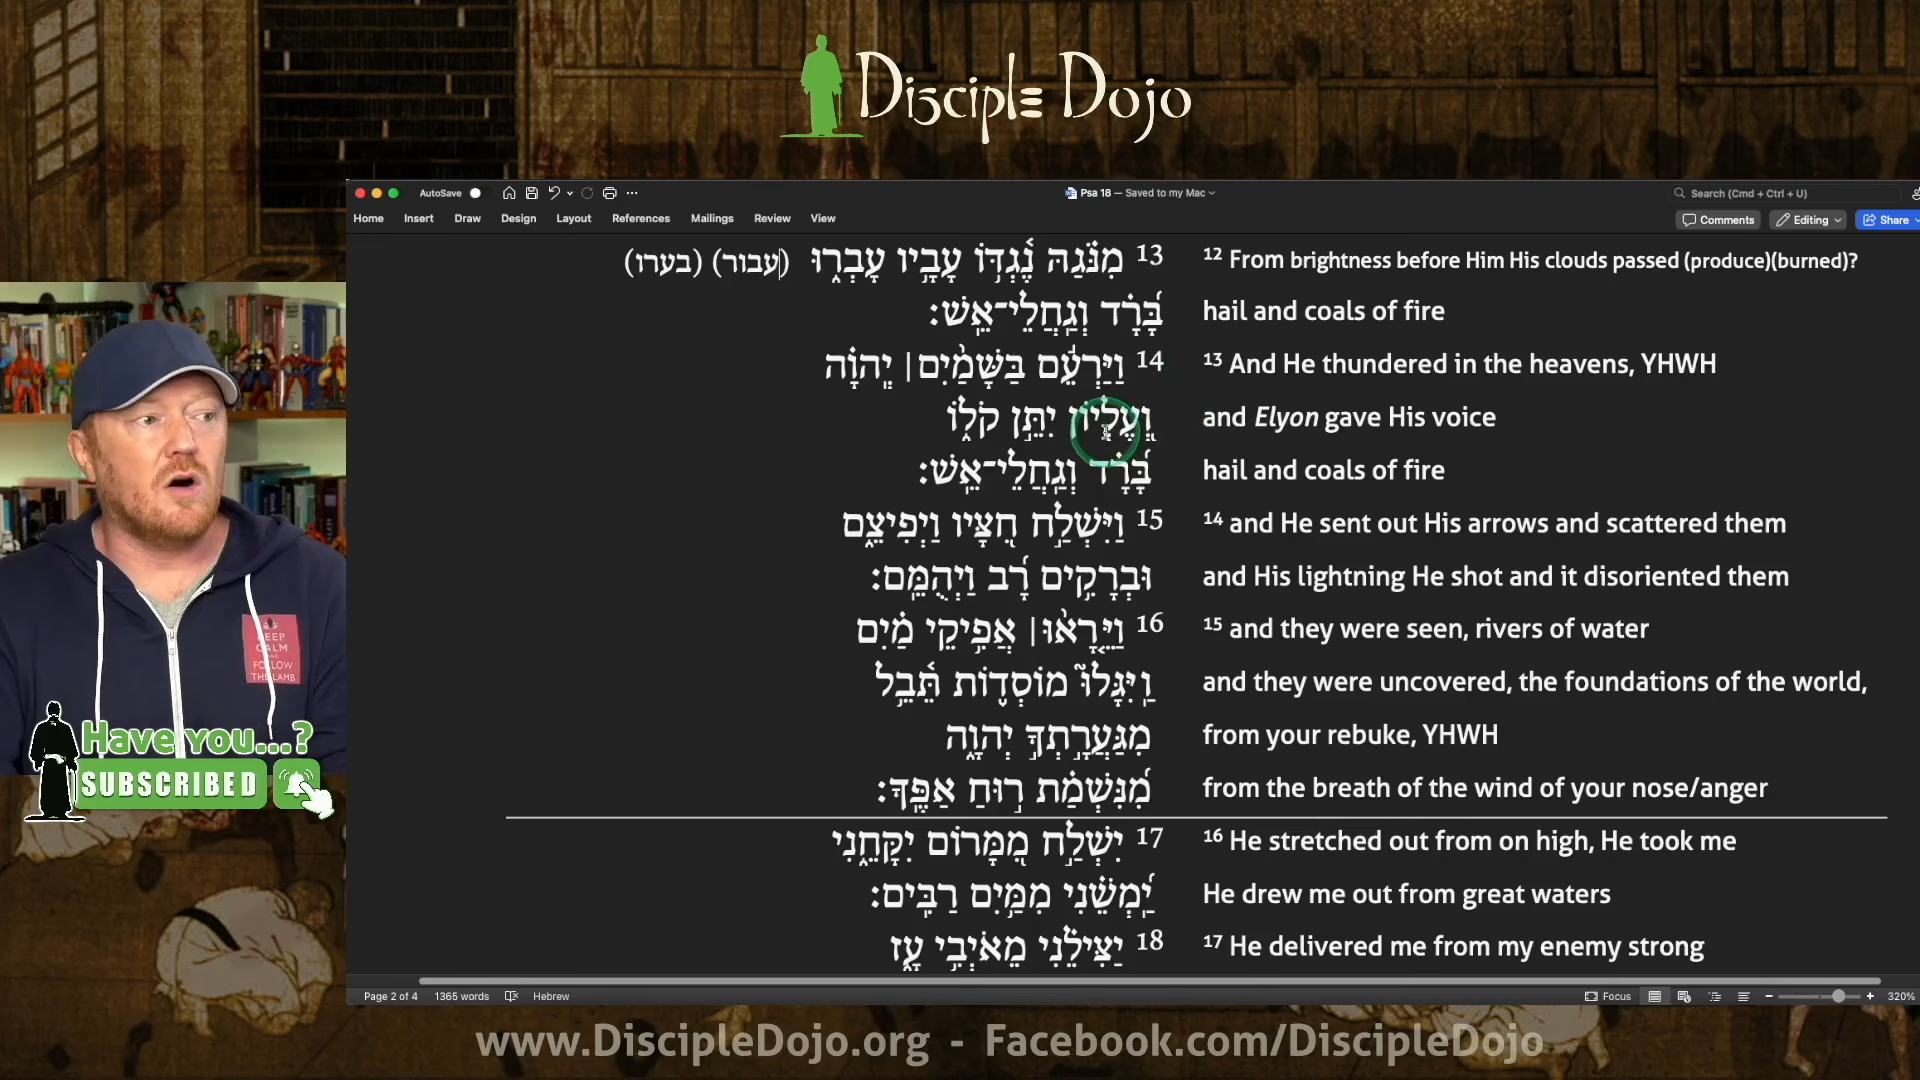 Disciple Dojo
AutoSave
Psa 18 — Saved to my Mac
Search (Cmd + Ctrl + U)
Home Insert Draw Design Layout References Mailings Review View
Comments Editing Share
13 מִנֹּ֗גַהּ נֶ֫גְדּ֥וֹ עָבָ֥יו עָבְר֑וּ (עבור) (בערו)
12 From brightness before Him His clouds passed (produce)(burned)?
בָּ֝רָ֗ד וְגַֽחֲלֵי־אֵֽשׁ׃
hail and coals of fire
14 וַיַּרְעֵ֬ם בַּשָּׁמַ֨יִם׀ יְֽהוָ֗ה
13 And He thundered in the heavens, YHWH
וְ֭עֶלְיוֹן יִתֵּ֣ן קֹל֑וֹ
and Elyon gave His voice
בָּ֝רָ֗ד וְגַֽחֲלֵי־אֵֽשׁ׃
hail and coals of fire
15 וַיִּשְׁלַ֣ח חִ֭צָּיו וַיְפִיצֵ֑ם
14 and He sent out His arrows and scattered them
וּבְרָקִ֥ים רָ֝ב וַיְהֻמֵּֽם׃
and His lightning He shot and it disoriented them
16 וַיֵּ֤רָא֨וּ׀ אֲפִ֥יקֵי מַ֗יִם
15 and they were seen, rivers of water
וַֽיִּגָּלוּ֮ מוֹסְד֪וֹת תֵּ֫בֵ֥ל
and they were uncovered, the foundations of the world,
מִגַּעֲרָ֣תְךָ֣ יְהוָ֑ה
from your rebuke, YHWH
מִ֝נִּשְׁמַ֗ת ר֣וּחַ אַפֶּֽךָ׃
from the breath of the wind of your nose/anger
17 יִשְׁלַ֣ח מִ֭מָּרוֹם יִקָּחֵ֑נִי
16 He stretched out from on high, He took me
יַֽ֝מְשֵׁ֗נִי מִמַּ֥יִם רַבִּֽים׃
He drew me out from great waters
18 יַצִּילֵ֗נִי מֵאֹיְבִ֥י עָ֑ז
17 He delivered me from my enemy strong
KEEP
CALM
AND
FOLLOW
THE LAMB
Have you...?
SUBSCRIBED
Page 2 of 4 1365 words Hebrew Focus 320%
www.DiscipleDojo.org - Facebook.com/DiscipleDojo